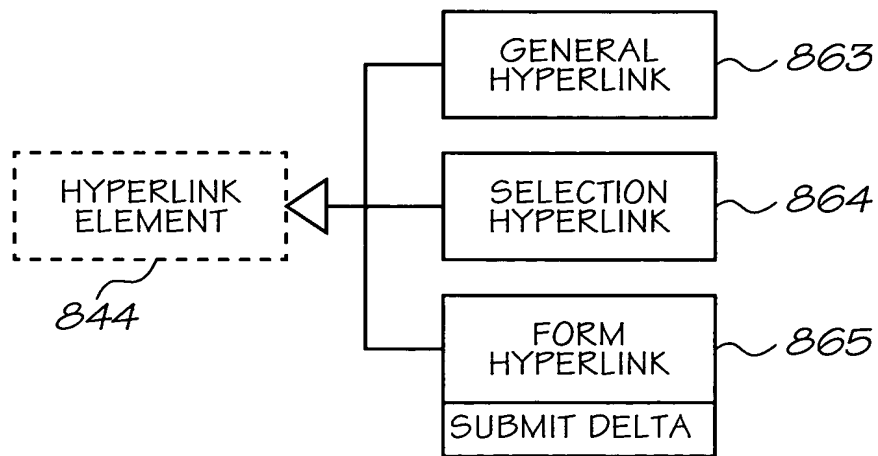 GENERAL
HYPERLINK
863
HYPERLINK
ELEMENT
844
SELECTION
HYPERLINK
864
FORM
HYPERLINK
865
SUBMIT DELTA